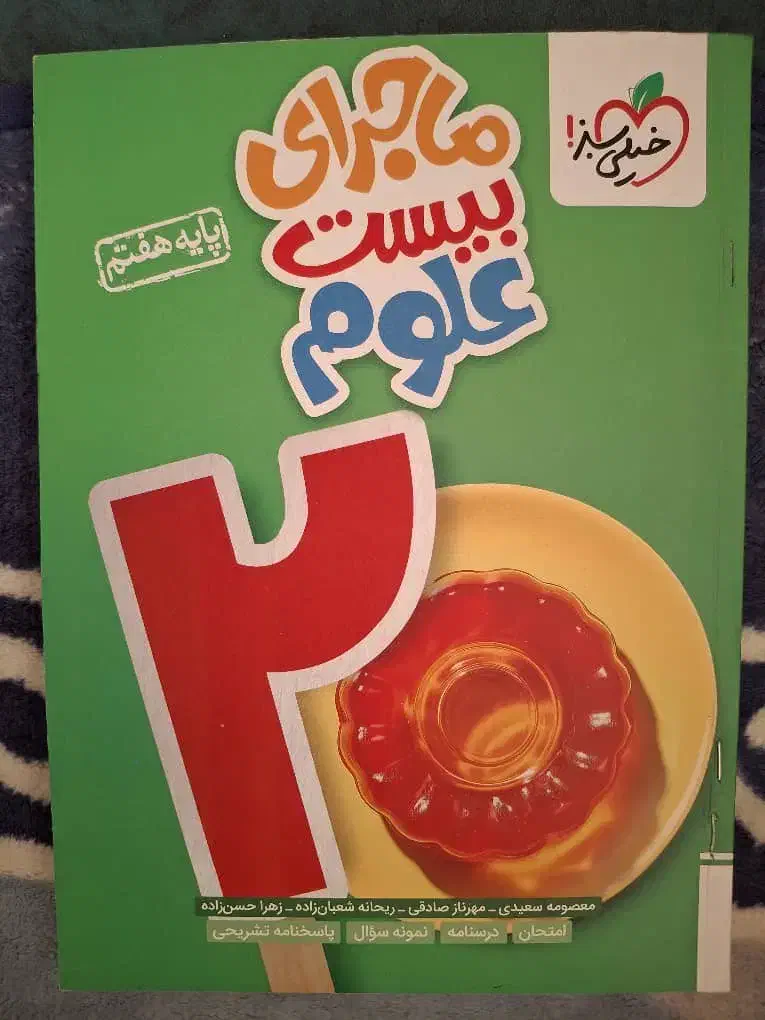 خیلی سبز!
ماجرای
بیست
علوم
پایه هفتم
۲۰
معصومه سعیدی - مهرناز صادقی - ریحانه شعبان‌زاده - زهرا حسن‌زاده
امتحان درسنامه نمونه سؤال پاسخنامه تشریحی